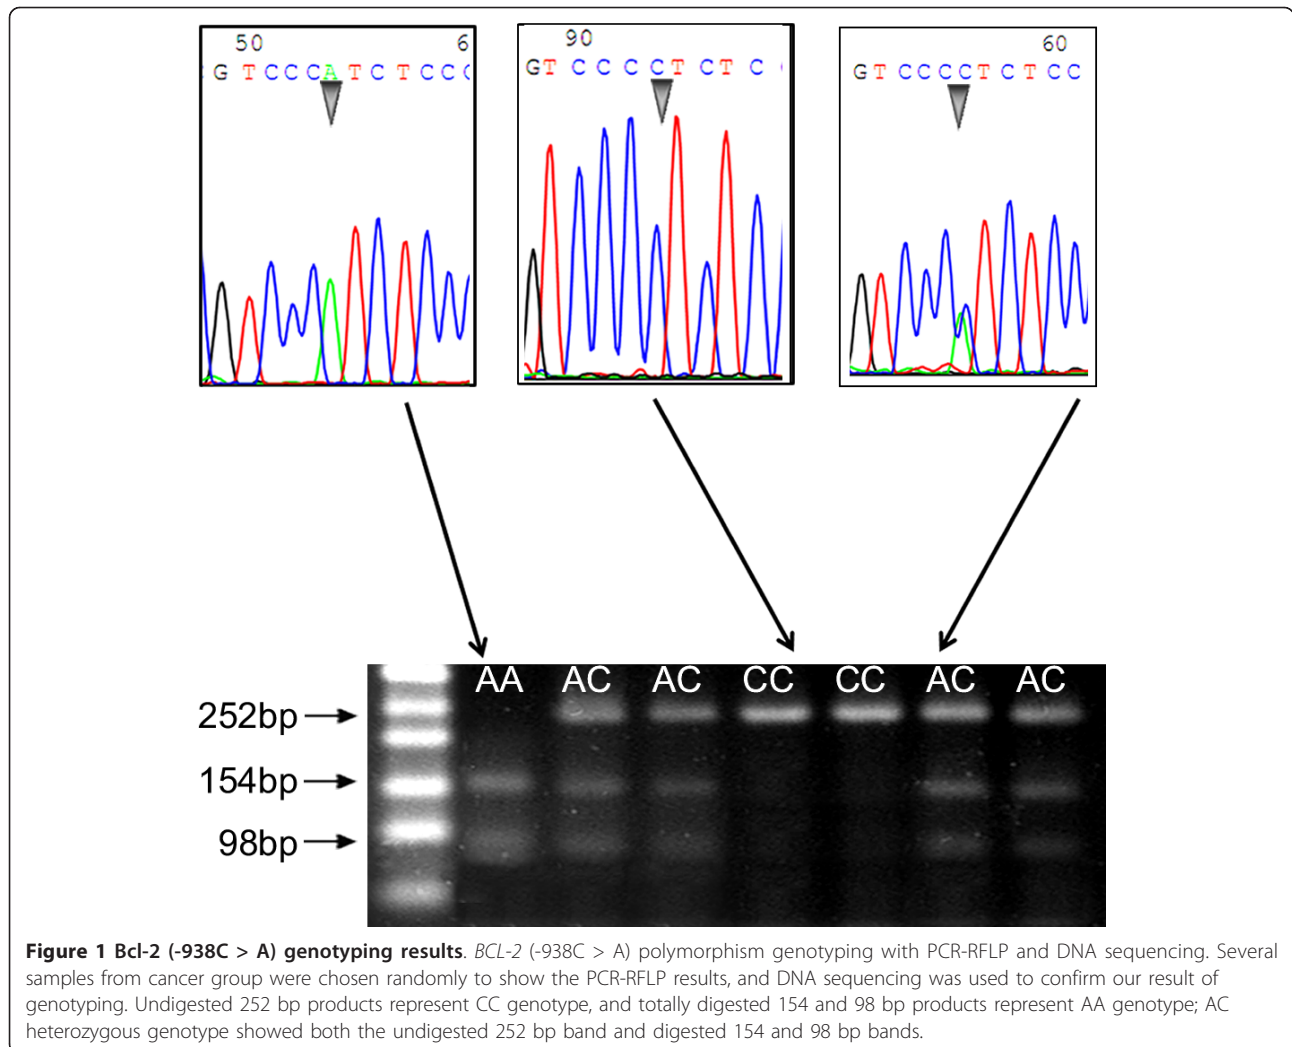 50 6
G T C C C A T C T C C C
90
G T C C C C T C T C
60
G T C C C C T C T C C
AA AC AC CC CC AC AC
252bp
154bp
98bp
Figure 1 Bcl-2 (-938C > A) genotyping results. BCL-2 (-938C > A) polymorphism genotyping with PCR-RFLP and DNA sequencing. Several
samples from cancer group were chosen randomly to show the PCR-RFLP results, and DNA sequencing was used to confirm our result of
genotyping. Undigested 252 bp products represent CC genotype, and totally digested 154 and 98 bp products represent AA genotype; AC
heterozygous genotype showed both the undigested 252 bp band and digested 154 and 98 bp bands.